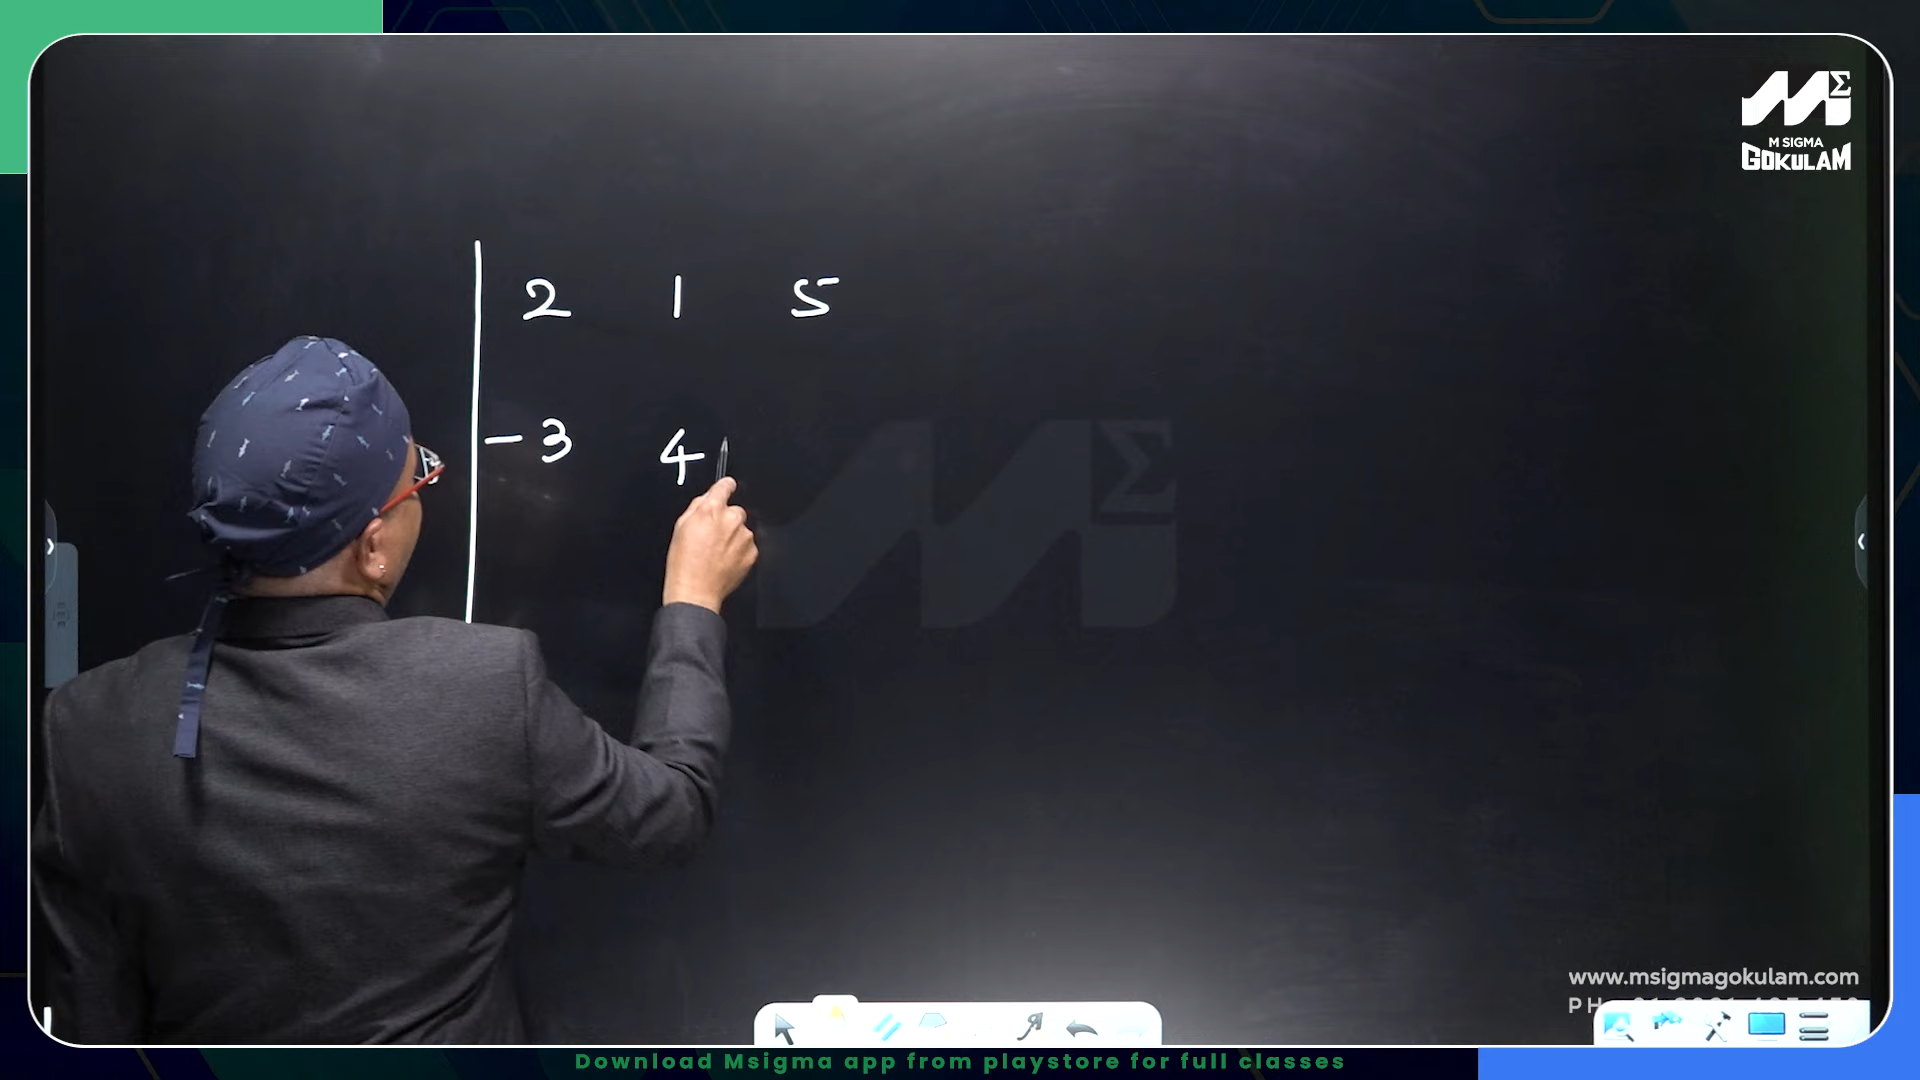 M Σ
M SIGMA
GOKULAM
2 1 5
- 3 4
M Σ
www.msigmagokulam.com
Download Msigma app from playstore for full classes